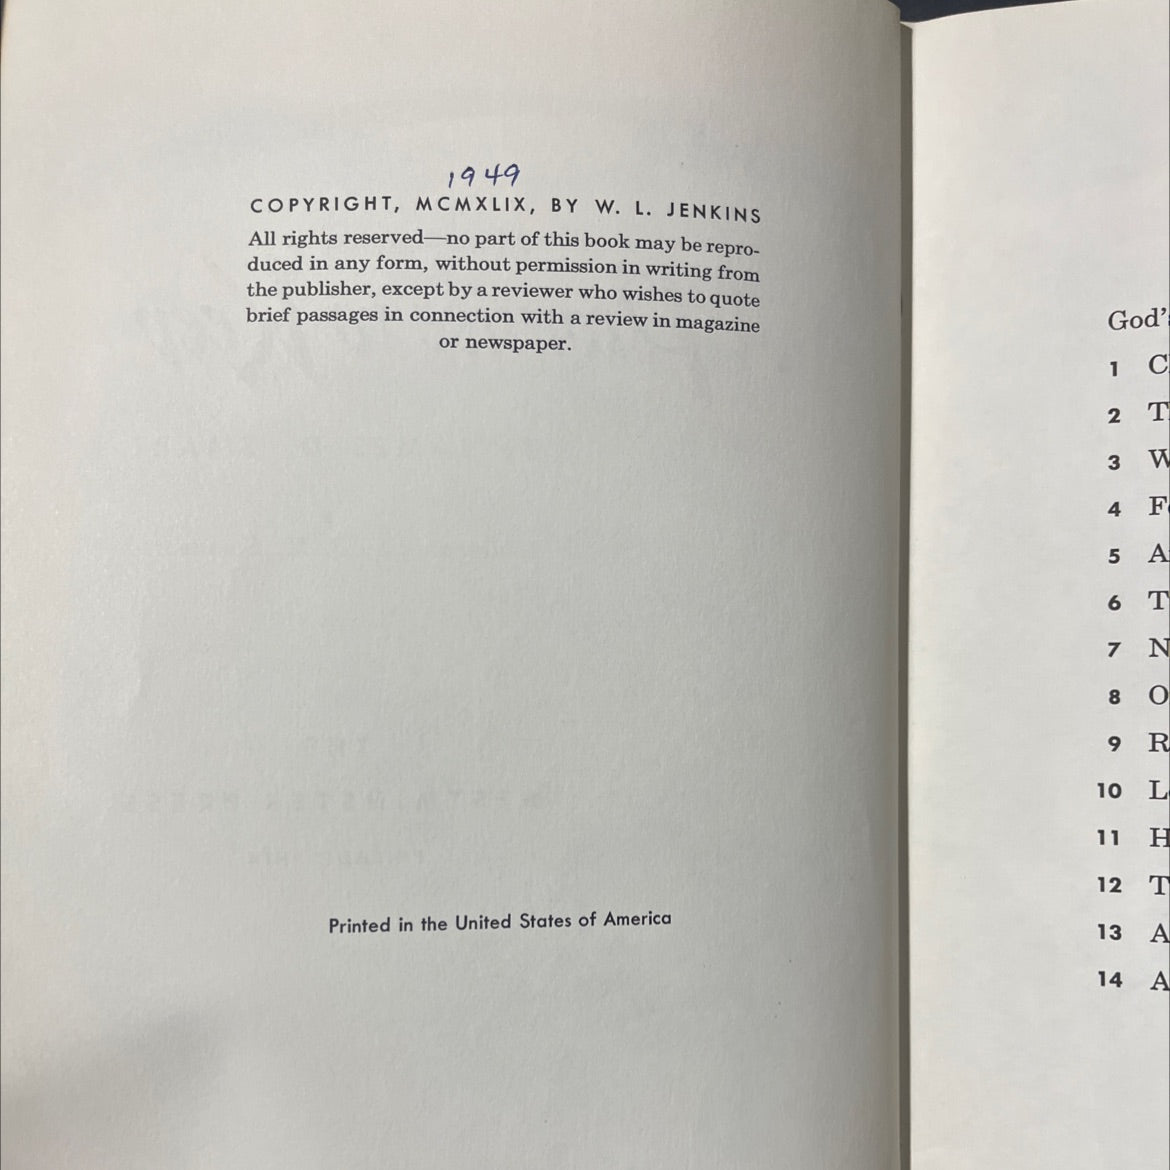 1949
COPYRIGHT, MCMXLIX, BY W. L. JENKINS
All rights reserved—no part of this book may be repro-
duced in any form, without permission in writing from
the publisher, except by a reviewer who wishes to quote
brief passages in connection with a review in magazine
or newspaper.
Printed in the United States of America
God's
1
2
3
4
5 A
6
7
8
9
10
11
12
13 A
14 A